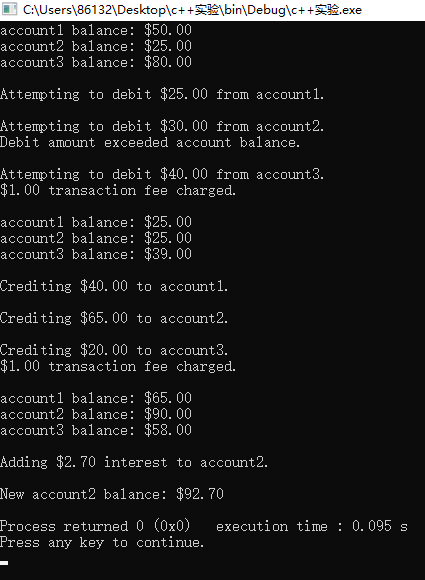 C:\Users\86132\Desktop\c++实验\bin\Debug\c++实验.exe
account1 balance: $50.00
account2 balance: $25.00
account3 balance: $80.00
Attempting to debit $25.00 from account1.
Attempting to debit $30.00 from account2.
Debit amount exceeded account balance.
Attempting to debit $40.00 from account3.
$1.00 transaction fee charged.
account1 balance: $25.00
account2 balance: $25.00
account3 balance: $39.00
Crediting $40.00 to account1.
Crediting $65.00 to account2.
Crediting $20.00 to account3.
$1.00 transaction fee charged.
account1 balance: $65.00
account2 balance: $90.00
account3 balance: $58.00
Adding $2.70 interest to account2.
New account2 balance: $92.70
Process returned 0 (0x0)   execution time : 0.095 s
Press any key to continue.